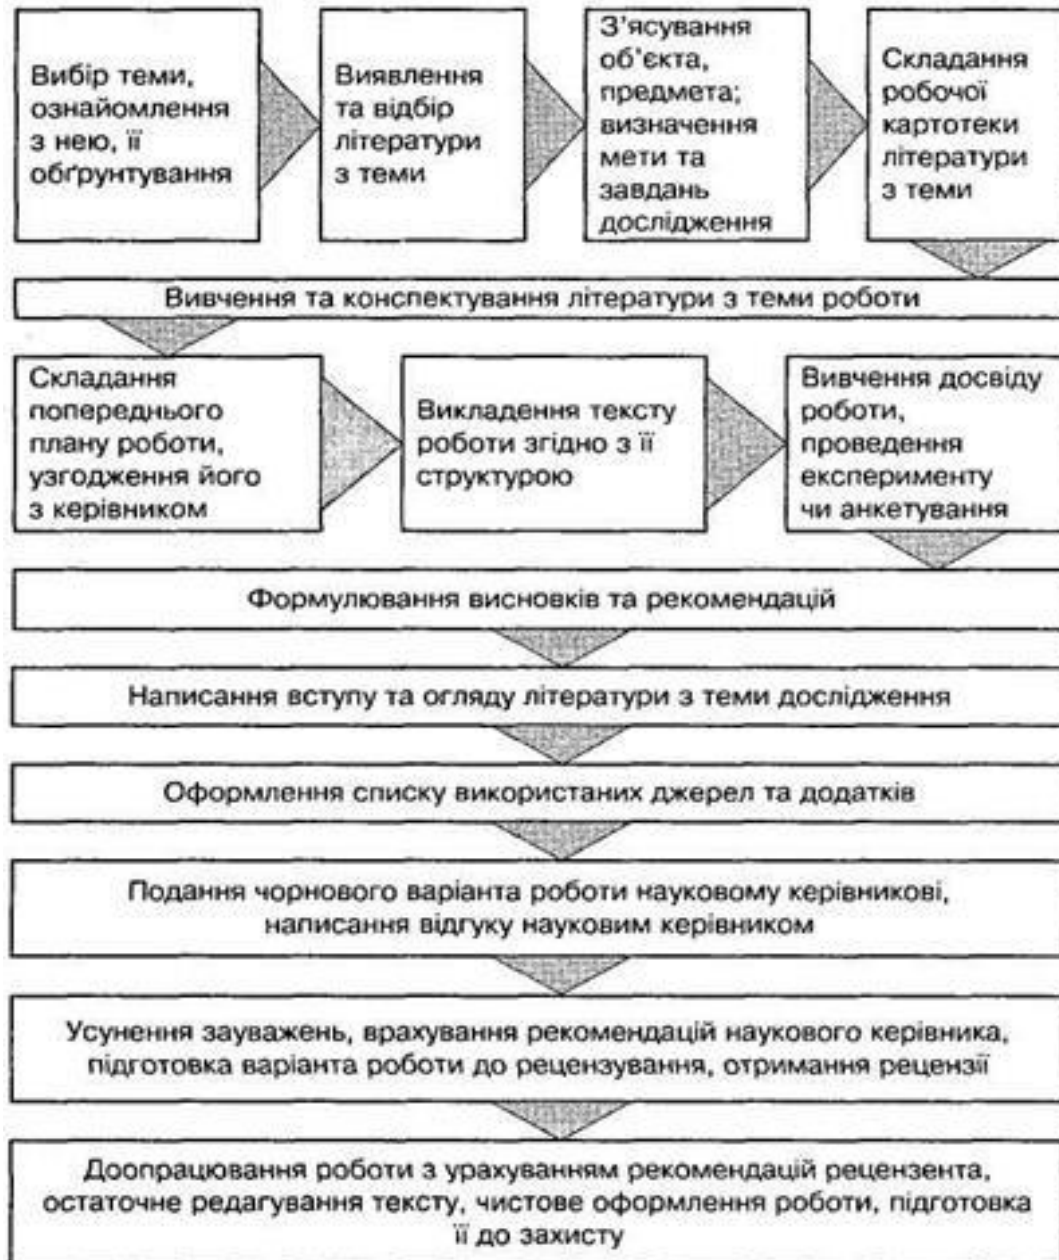 Вибір теми,
ознайомлення
з нею, її
обґрунтування
Виявлення
та відбір
літератури
з теми
З’ясування
об’єкта,
предмета;
визначення
мети та
завдань
дослідження
Складання
робочої
картотеки
літератури
з теми
Вивчення та конспектування літератури з теми роботи
Складання
попереднього
плану роботи,
узгодження його
з керівником
Викладення тексту
роботи згідно з її
структурою
Вивчення досвіду
роботи,
проведення
експерименту
чи анкетування
Формулювання висновків та рекомендацій
Написання вступу та огляду літератури з теми дослідження
Оформлення списку використаних джерел та додатків
Подання чорнового варіанта роботи науковому керівникові,
написання відгуку науковим керівником
Усунення зауважень, врахування рекомендацій наукового керівника,
підготовка варіанта роботи до рецензування, отримання рецензії
Доопрацювання роботи з урахуванням рекомендацій рецензента,
остаточне редагування тексту, чистове оформлення роботи, підготовка
її до захисту